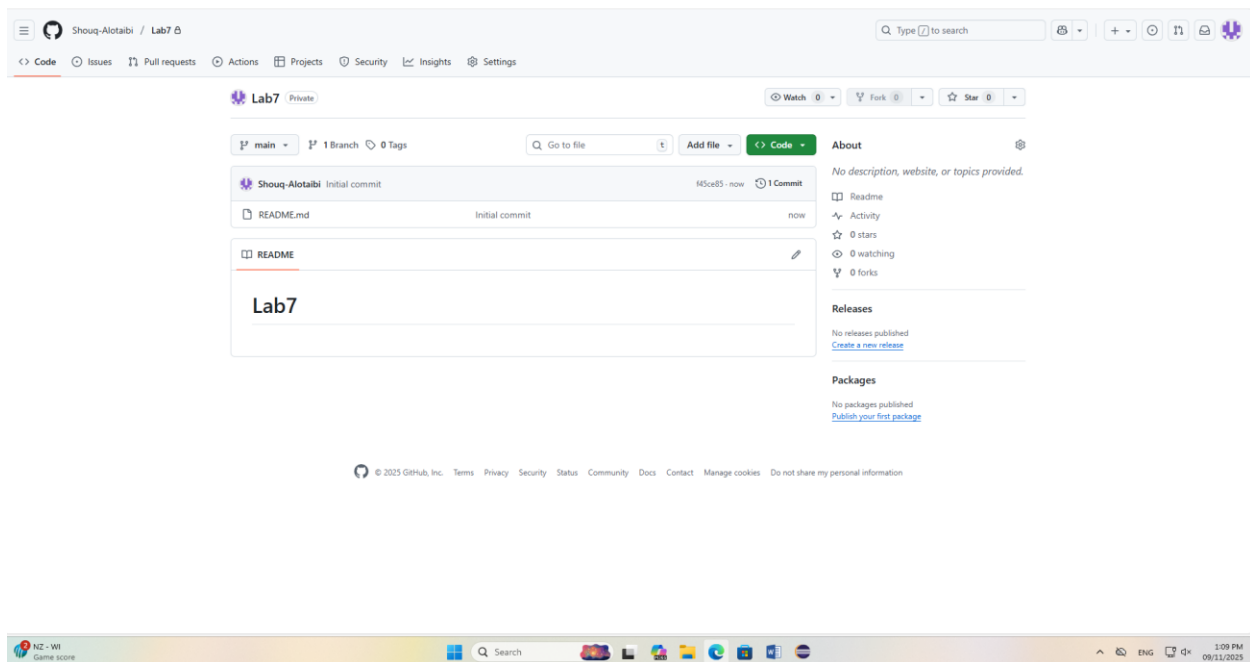 Shouq-Alotaibi / Lab7
Type / to search
Code Issues Pull requests Actions Projects Security Insights Settings
Lab7 Private
Watch 0 Fork 0 Star 0
main 1 Branch 0 Tags Go to file t Add file Code
About
No description, website, or topics provided.
Shouq-Alotaibi Initial commit f45ce85 · now 1 Commit
README.md Initial commit now
Readme
Activity
0 stars
0 watching
0 forks
README
Lab7
Releases
No releases published
Create a new release
Packages
No packages published
Publish your first package
© 2025 GitHub, Inc. Terms Privacy Security Status Community Docs Contact Manage cookies Do not share my personal information
2
NZ - WI
Game score
Search
ENG
1:09 PM
09/11/2025